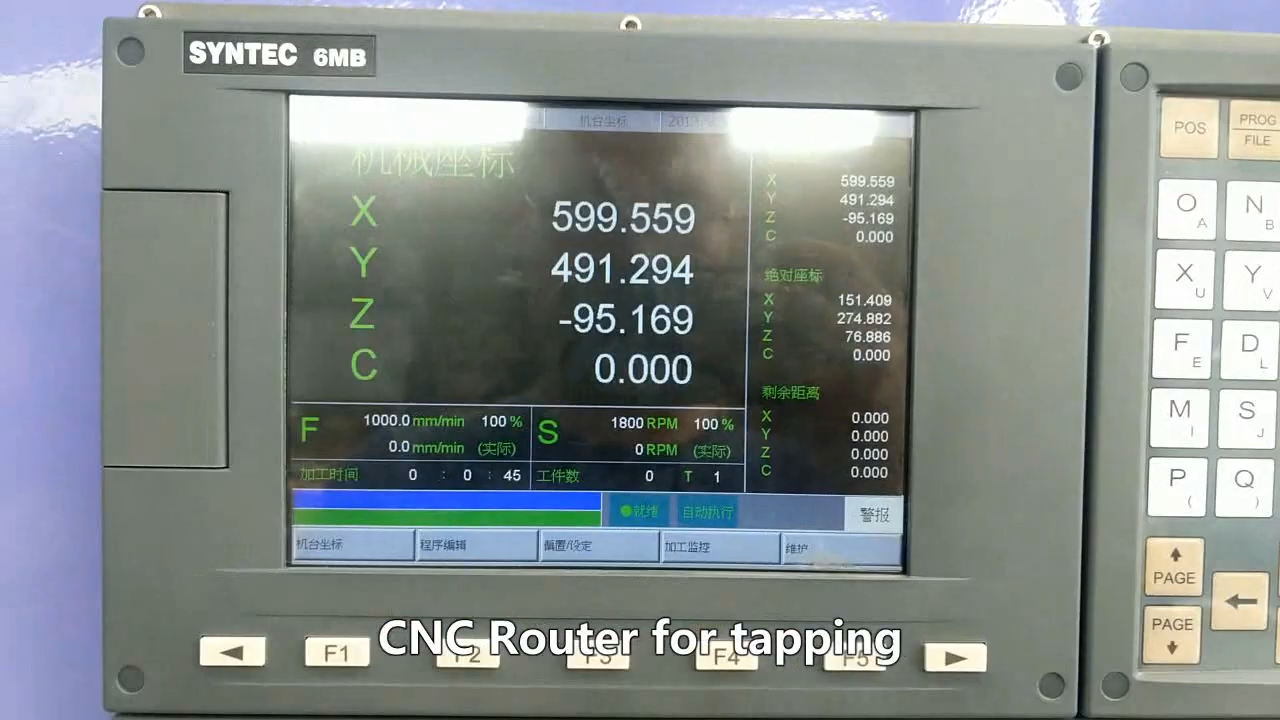 SYNTEC 6MB
机台坐标
机械座标
X 599.559
Y 491.294
Z -95.169
C 0.000
X 599.559
Y 491.294
Z -95.169
C 0.000
绝对座标
X 151.409
Y 274.882
Z 76.886
C 0.000
剩余距离
X 0.000
Y 0.000
Z 0.000
C 0.000
F 1000.0 mm/min 100 %
0.0 mm/min (实际)
S 1800 RPM 100 %
0 RPM (实际)
加工时间 0 : 0 : 45
工件数 0 T 1
就绪 自动执行 警报
机台坐标 程序编辑 偏置/设定 加工监控 维护
F1 F2 F3 F4 F5
CNC Router for tapping
POS PROG FILE
O A N B
X U Y V
F E D L
M I S J
P ( Q )
PAGE
PAGE